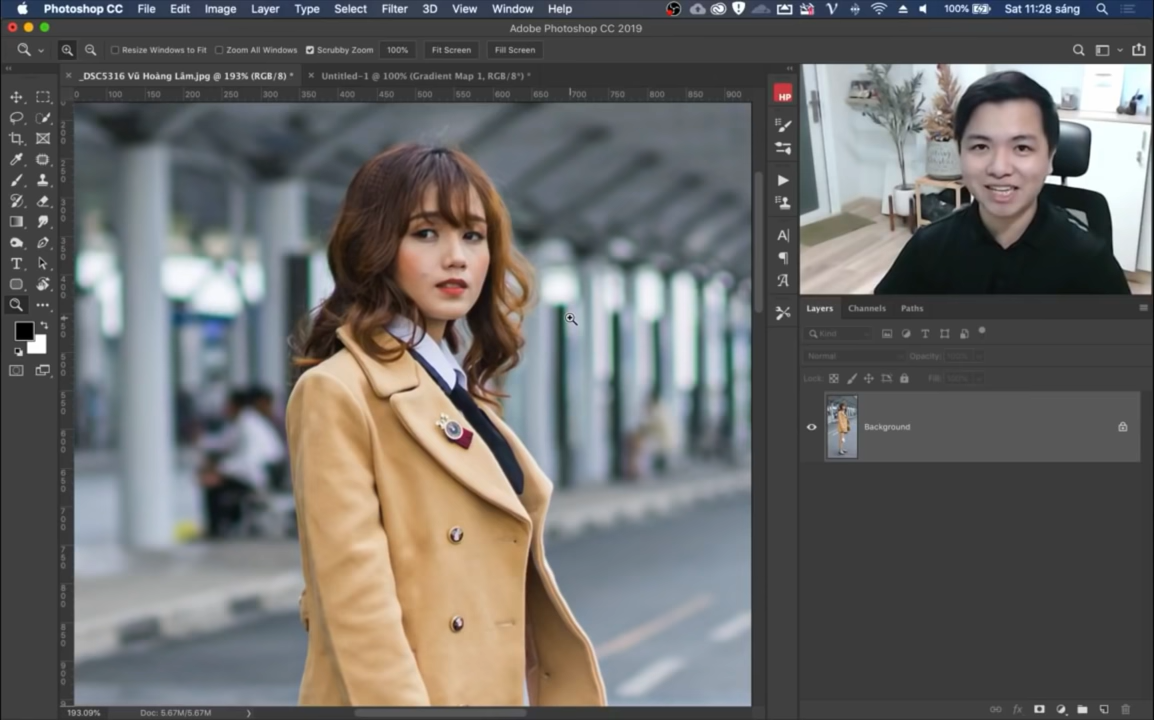 Photoshop CC File Edit Image Layer Type Select Filter 3D View Window Help 100% Sat 11:28 sáng
Adobe Photoshop CC 2019
Resize Windows to Fit Zoom All Windows Scrubby Zoom 100% Fit Screen Fill Screen
_DSC5316 Vũ Hoàng Lâm.jpg @ 193% (RGB/8) * Untitled-1 @ 100% (Gradient Map 1, RGB/8*) *
0 50 100 150 200 250 300 350 400 450 500 550 600 650 700 750 800 850 900
HP
Layers Channels Paths
Kind
Normal Opacity: 100%
Lock: Fill: 100%
Background
193.09% Doc: 5.67M/5.67M